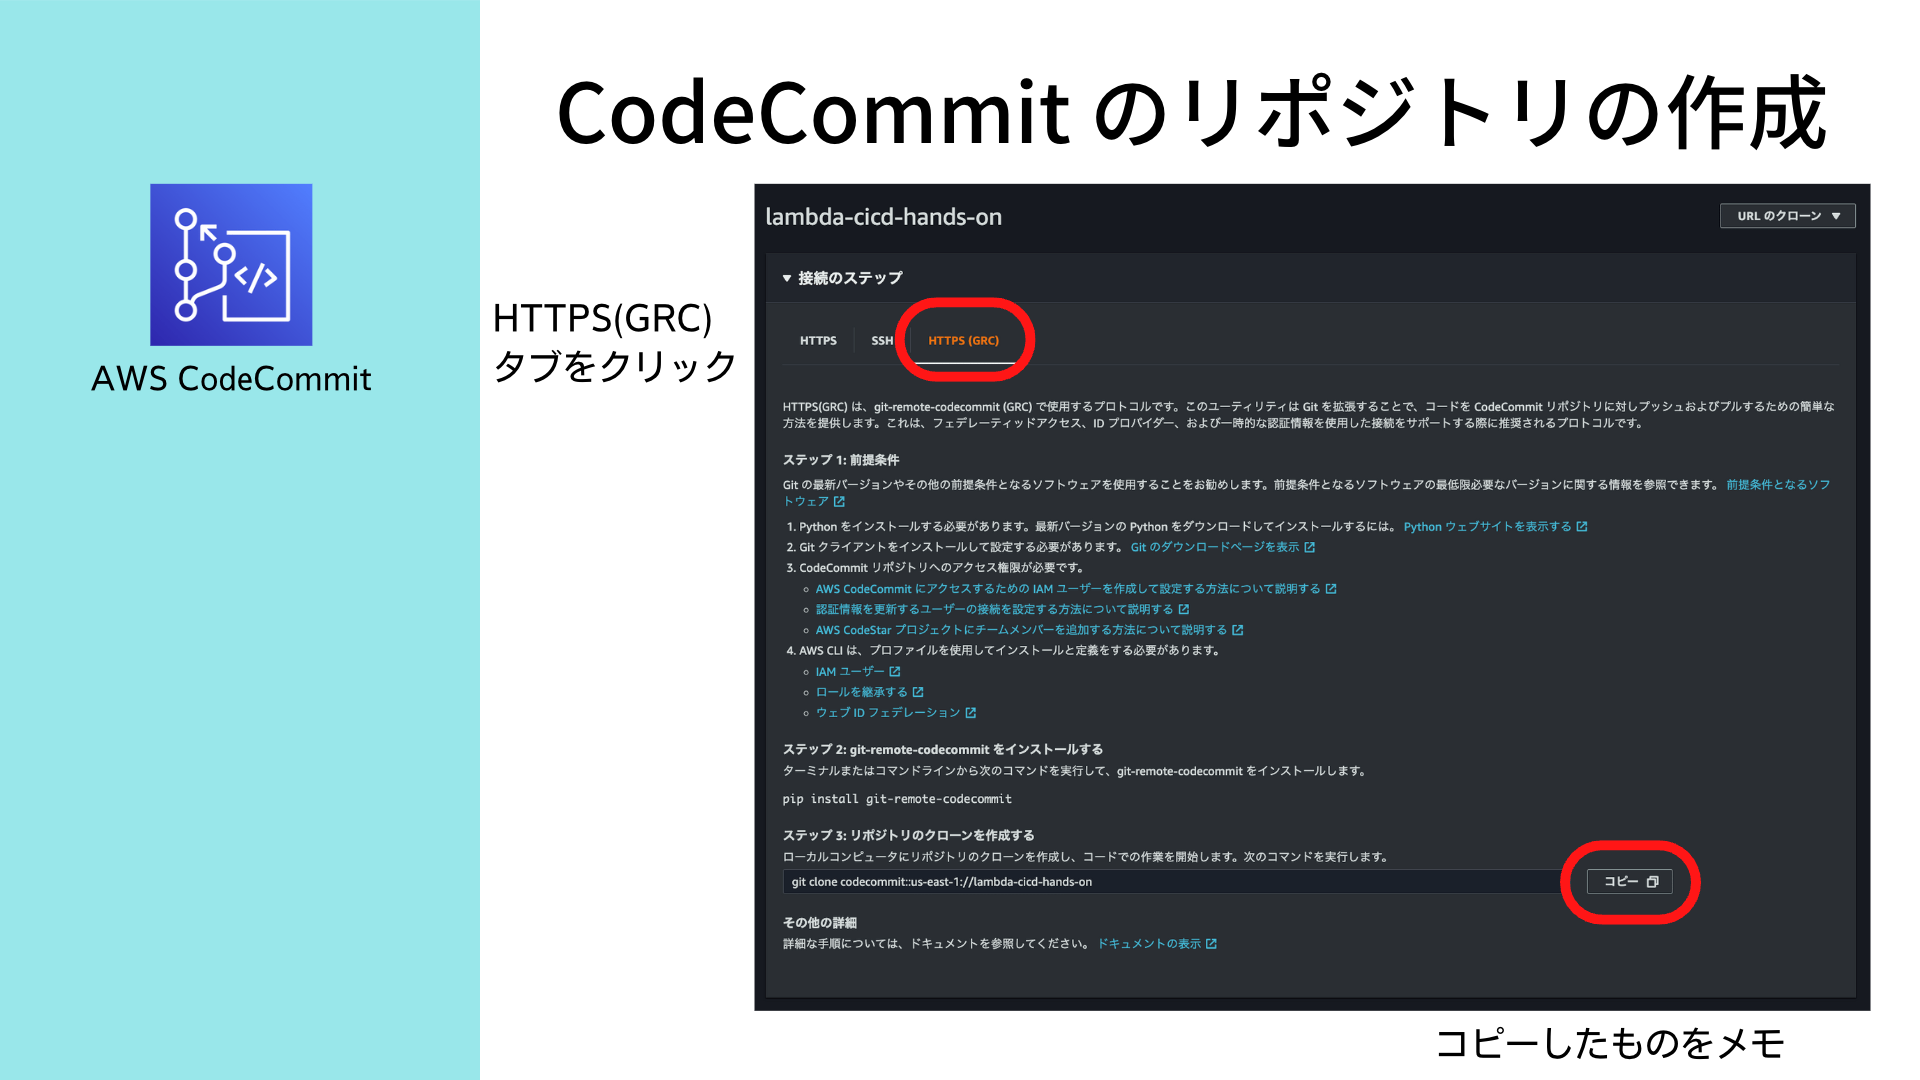 CodeCommit のリポジトリの作成
AWS CodeCommit
HTTPS(GRC)
タブをクリック
lambda-cicd-hands-on
URL のクローン ▼
▼ 接続のステップ
HTTPS
SSH
HTTPS (GRC)
HTTPS(GRC) は、git-remote-codecommit (GRC) で使用するプロトコルです。このユーティリティは Git を拡張することで、コードを CodeCommit リポジトリに対しプッシュおよびプルするための簡単な
方法を提供します。これは、フェデレーティッドアクセス、ID プロバイダー、および一時的な認証情報を使用した接続をサポートする際に推奨されるプロトコルです。
ステップ 1: 前提条件
Git の最新バージョンやその他の前提条件となるソフトウェアを使用することをお勧めします。前提条件となるソフトウェアの最低限必要なバージョンに関する情報を参照できます。 前提条件となるソフ
トウェア
1. Python をインストールする必要があります。最新バージョンの Python をダウンロードしてインストールするには。 Python ウェブサイトを表示する
2. Git クライアントをインストールして設定する必要があります。 Git のダウンロードページを表示
3. CodeCommit リポジトリへのアクセス権限が必要です。
AWS CodeCommit にアクセスするための IAM ユーザーを作成して設定する方法について説明する
認証情報を更新するユーザーの接続を設定する方法について説明する
AWS CodeStar プロジェクトにチームメンバーを追加する方法について説明する
4. AWS CLI は、プロファイルを使用してインストールと定義をする必要があります。
IAM ユーザー
ロールを継承する
ウェブ ID フェデレーション
ステップ 2: git-remote-codecommit をインストールする
ターミナルまたはコマンドラインから次のコマンドを実行して、git-remote-codecommit をインストールします。
pip install git-remote-codecommit
ステップ 3: リポジトリのクローンを作成する
ローカルコンピュータにリポジトリのクローンを作成し、コードでの作業を開始します。次のコマンドを実行します。
git clone codecommit::us-east-1://lambda-cicd-hands-on
コピー
その他の詳細
詳細な手順については、ドキュメントを参照してください。 ドキュメントの表示
コピーしたものをメモ